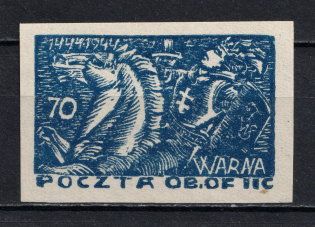 1444 1944
70
WARNA
POCZTA OB. OF IIC